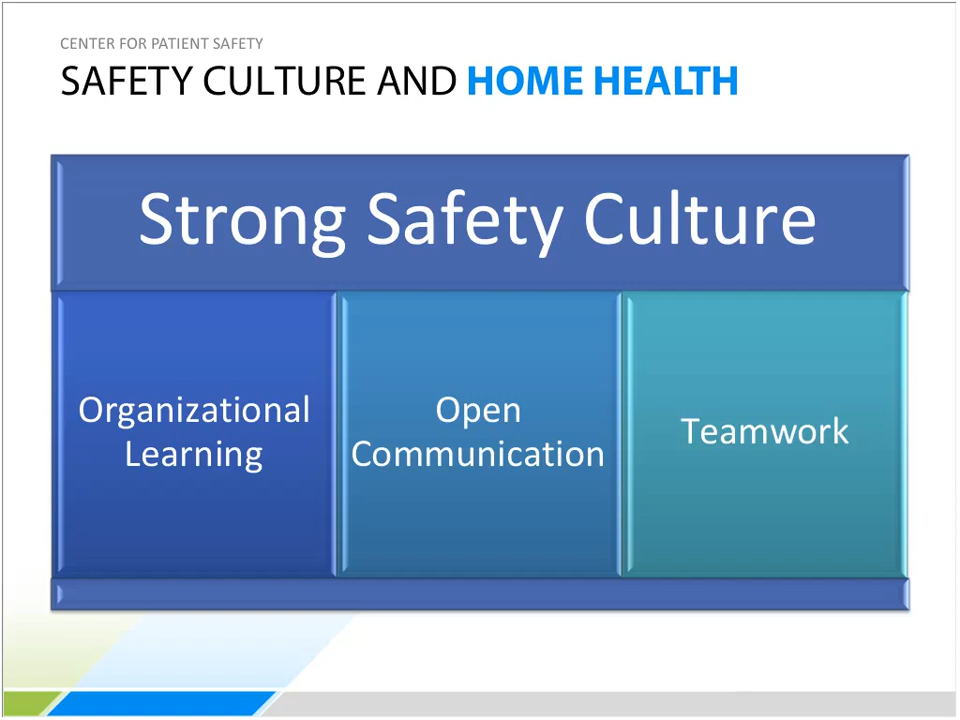 CENTER FOR PATIENT SAFETY
SAFETY CULTURE AND HOME HEALTH
Strong Safety Culture
Organizational
Learning
Open
Communication
Teamwork